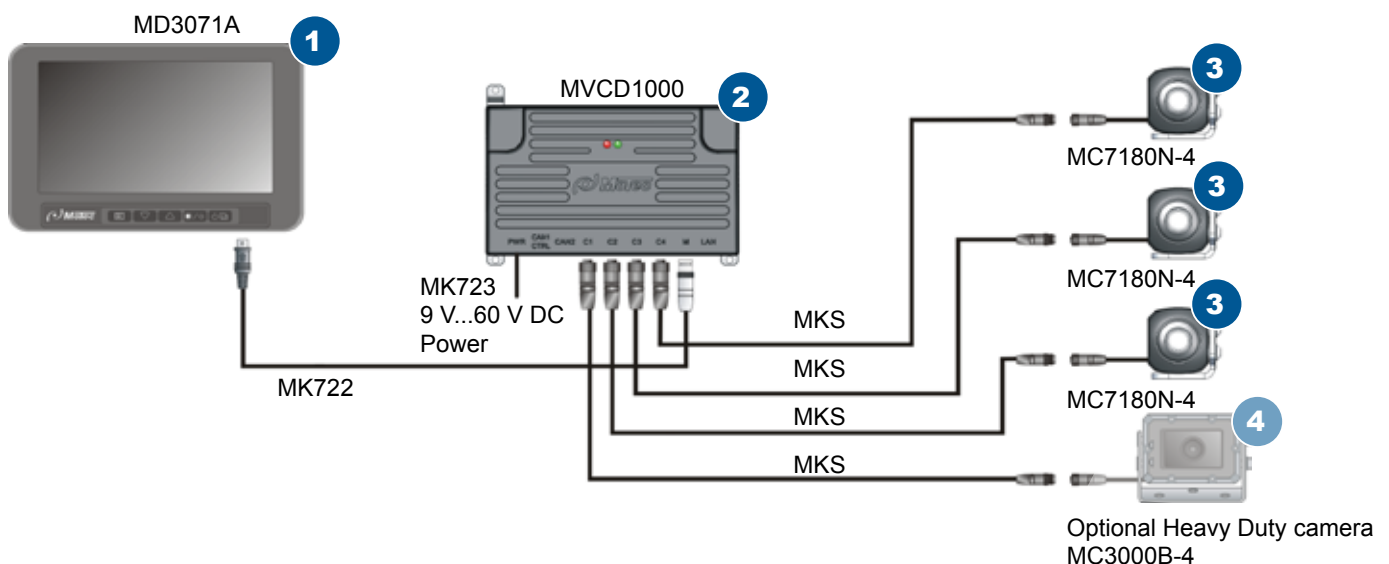 MD3071A
1
MEKRA
MVCD1000
2
Mitec
PWR CAN1 CTRL CAN2 C1 C2 C3 C4 M LAN
MK723
9 V...60 V DC
Power
MK722
MKS
MKS
MKS
MKS
3
MC7180N-4
3
MC7180N-4
3
MC7180N-4
4
Optional Heavy Duty camera
MC3000B-4